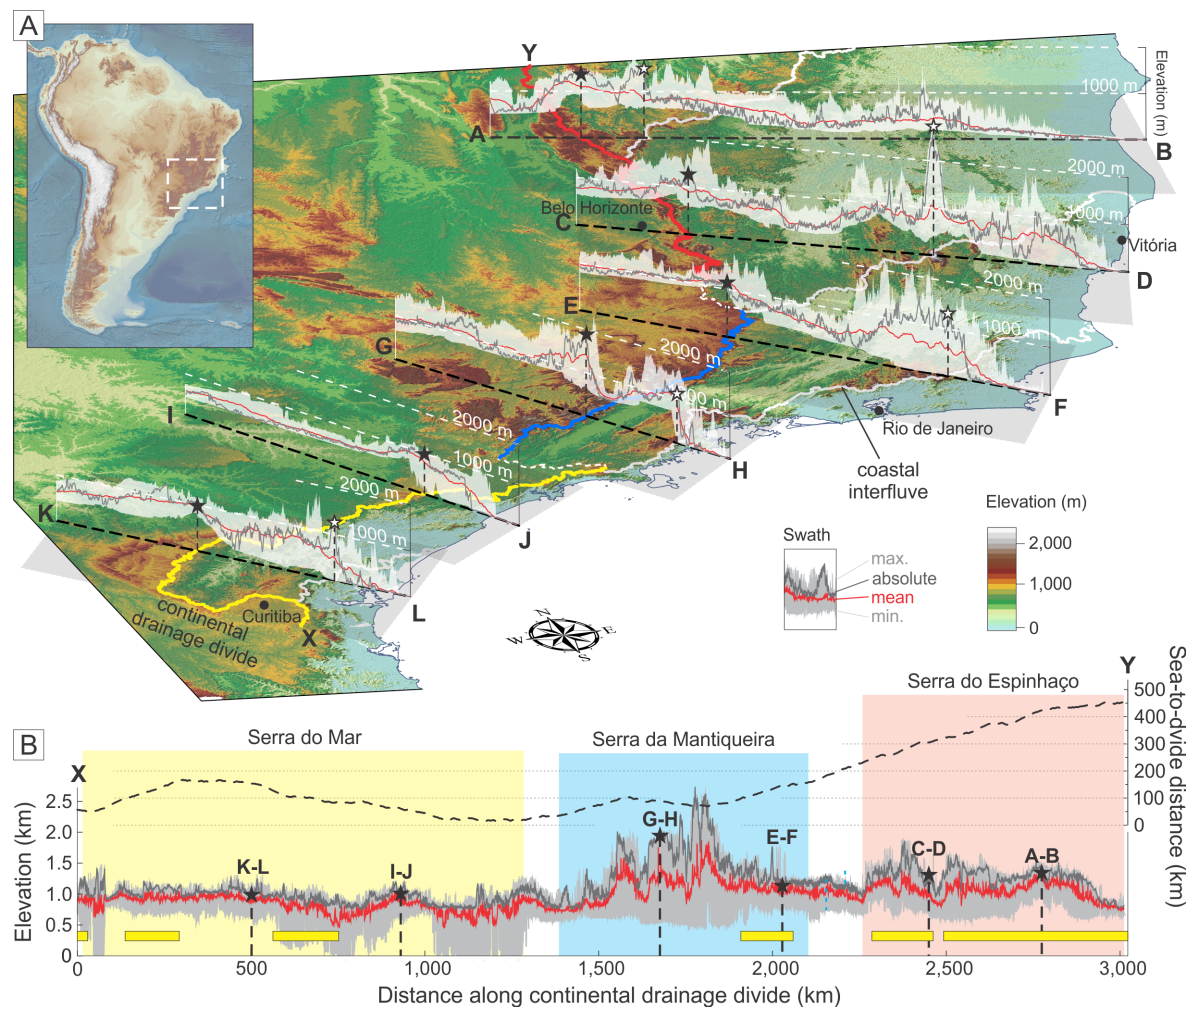 A
Y
Elevation (m)
1000 m
A
B
2000 m
Belo Horizonte
C
1000 m
Vitória
D
2000 m
E
1000 m
G
2000 m
00 m
F
I
2000 m
Rio de Janeiro
H
1000 m
coastal
interfluve
2000 m
K
1000 m
J
Elevation (m)
2,000
1,000
0
Swath
max.
absolute
mean
min.
continental
drainage divide
Curitiba
X
L
N
W
E
S
B
Serra do Mar
Serra da Mantiqueira
Serra do Espinhaço
X
Y
Elevation (km)
2.5
2.0
1.5
1.0
0.5
0
K-L
I-J
G-H
E-F
C-D
A-B
500
400
300
200
100
0
Sea-to-dvide distance (km)
0
500
1,000
1,500
2,000
2,500
3,000
Distance along continental drainage divide (km)